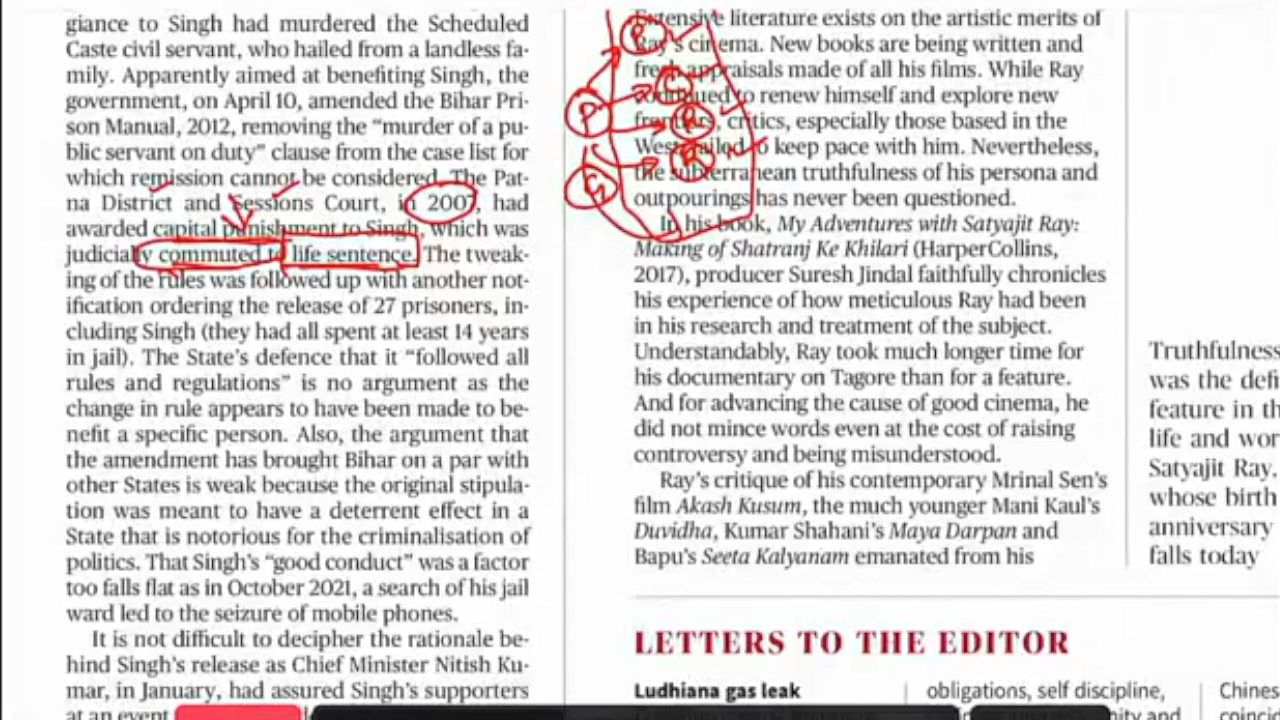 giance to Singh had murdered the Scheduled
Caste civil servant, who hailed from a landless fa-
mily. Apparently aimed at benefiting Singh, the
government, on April 10, amended the Bihar Pri-
son Manual, 2012, removing the “murder of a pu-
blic servant on duty” clause from the case list for
which remission cannot be considered. The Pat-
na District and Sessions Court, in 2007, had
awarded capital punishment to Singh, which was
judicially commuted to life sentence. The tweak-
ing of the rules was followed up with another not-
ification ordering the release of 27 prisoners, in-
cluding Singh (they had all spent at least 14 years
in jail). The State’s defence that it “followed all
rules and regulations” is no argument as the
change in rule appears to have been made to be-
nefit a specific person. Also, the argument that
the amendment has brought Bihar on a par with
other States is weak because the original stipula-
tion was meant to have a deterrent effect in a
State that is notorious for the criminalisation of
politics. That Singh’s “good conduct” was a factor
too falls flat as in October 2021, a search of his jail
ward led to the seizure of mobile phones.
It is not difficult to decipher the rationale be-
hind Singh’s release as Chief Minister Nitish Ku-
mar, in January, had assured Singh’s supporters
at an event
Extensive literature exists on the artistic merits of
Ray’s cinema. New books are being written and
fresh appraisals made of all his films. While Ray
continued to renew himself and explore new
frontiers, critics, especially those based in the
West failed to keep pace with him. Nevertheless,
the subterranean truthfulness of his persona and
outpourings has never been questioned.
In his book, My Adventures with Satyajit Ray:
Making of Shatranj Ke Khilari (HarperCollins,
2017), producer Suresh Jindal faithfully chronicles
his experience of how meticulous Ray had been
in his research and treatment of the subject.
Understandably, Ray took much longer time for
his documentary on Tagore than for a feature.
And for advancing the cause of good cinema, he
did not mince words even at the cost of raising
controversy and being misunderstood.
Ray’s critique of his contemporary Mrinal Sen’s
film Akash Kusum, the much younger Mani Kaul’s
Duvidha, Kumar Shahani’s Maya Darpan and
Bapu’s Seeta Kalyanam emanated from his
P
G
R
C
R
R
Truthfulness
was the defi
feature in th
life and wor
Satyajit Ray.
whose birth
anniversary
falls today
LETTERS TO THE EDITOR
Ludhiana gas leak
obligations, self discipline,
Chines